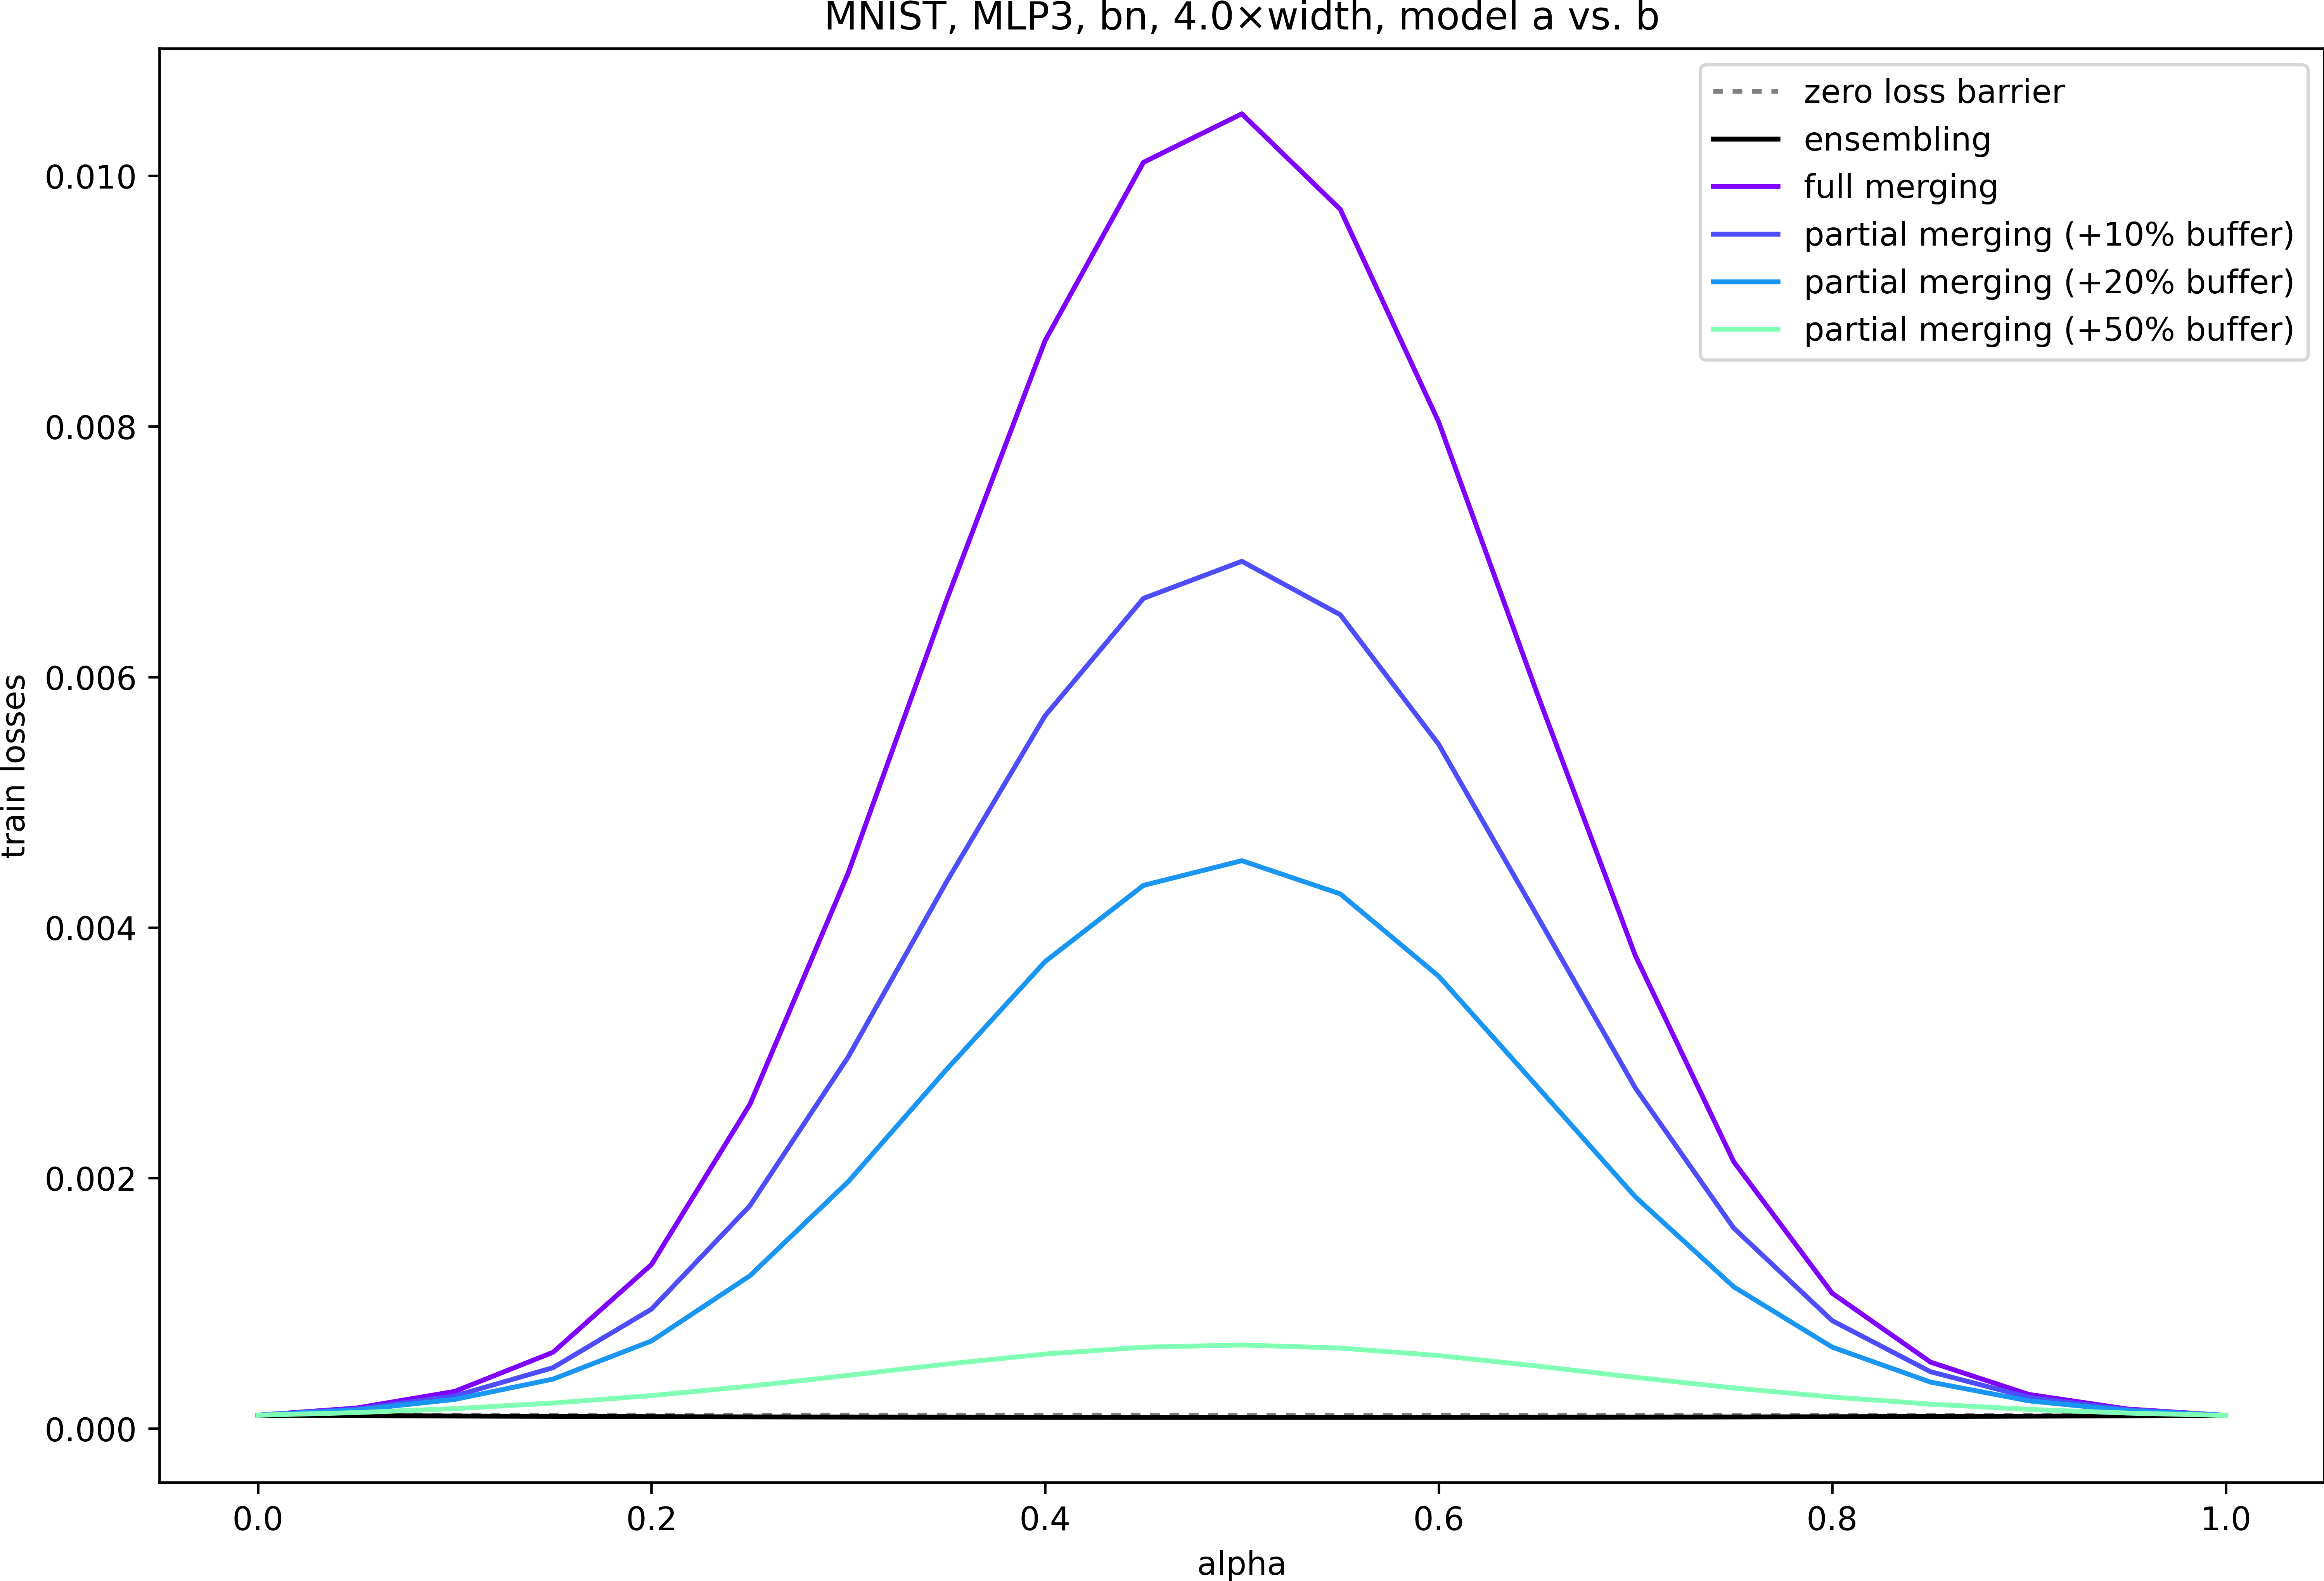 MNIST, MLP3, bn, 4.0×width, model a vs. b
zero loss barrier
ensembling
full merging
partial merging (+10% buffer)
partial merging (+20% buffer)
partial merging (+50% buffer)
train losses
0.010
0.008
0.006
0.004
0.002
0.000
0.0 0.2 0.4 0.6 0.8 1.0
alpha